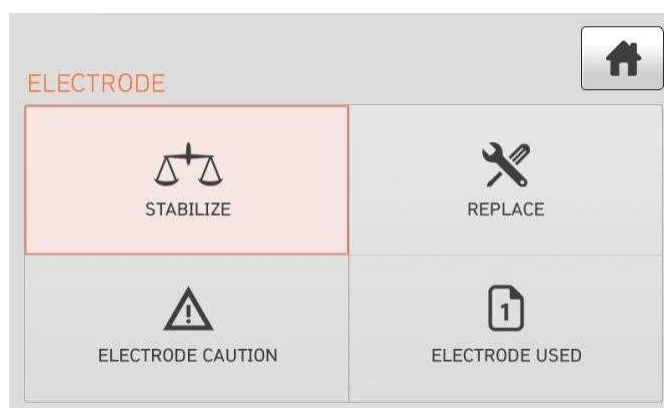 ELECTRODE
STABILIZE
REPLACE
ELECTRODE CAUTION
1
ELECTRODE USED